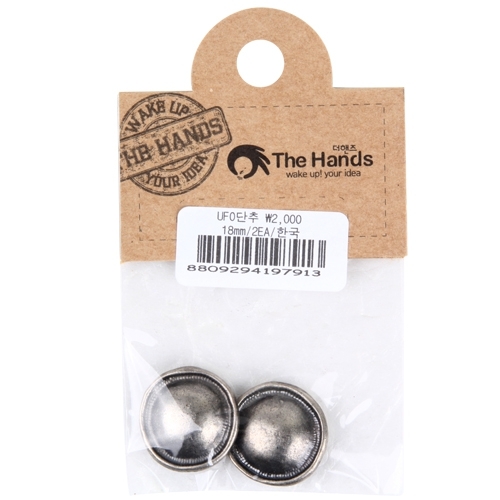 WAKE UP
THE HANDS
YOUR IDEA
더핸즈
The Hands
wake up! your idea
UFO단추 ₩2,000
18mm/2EA/한국
8809294197913